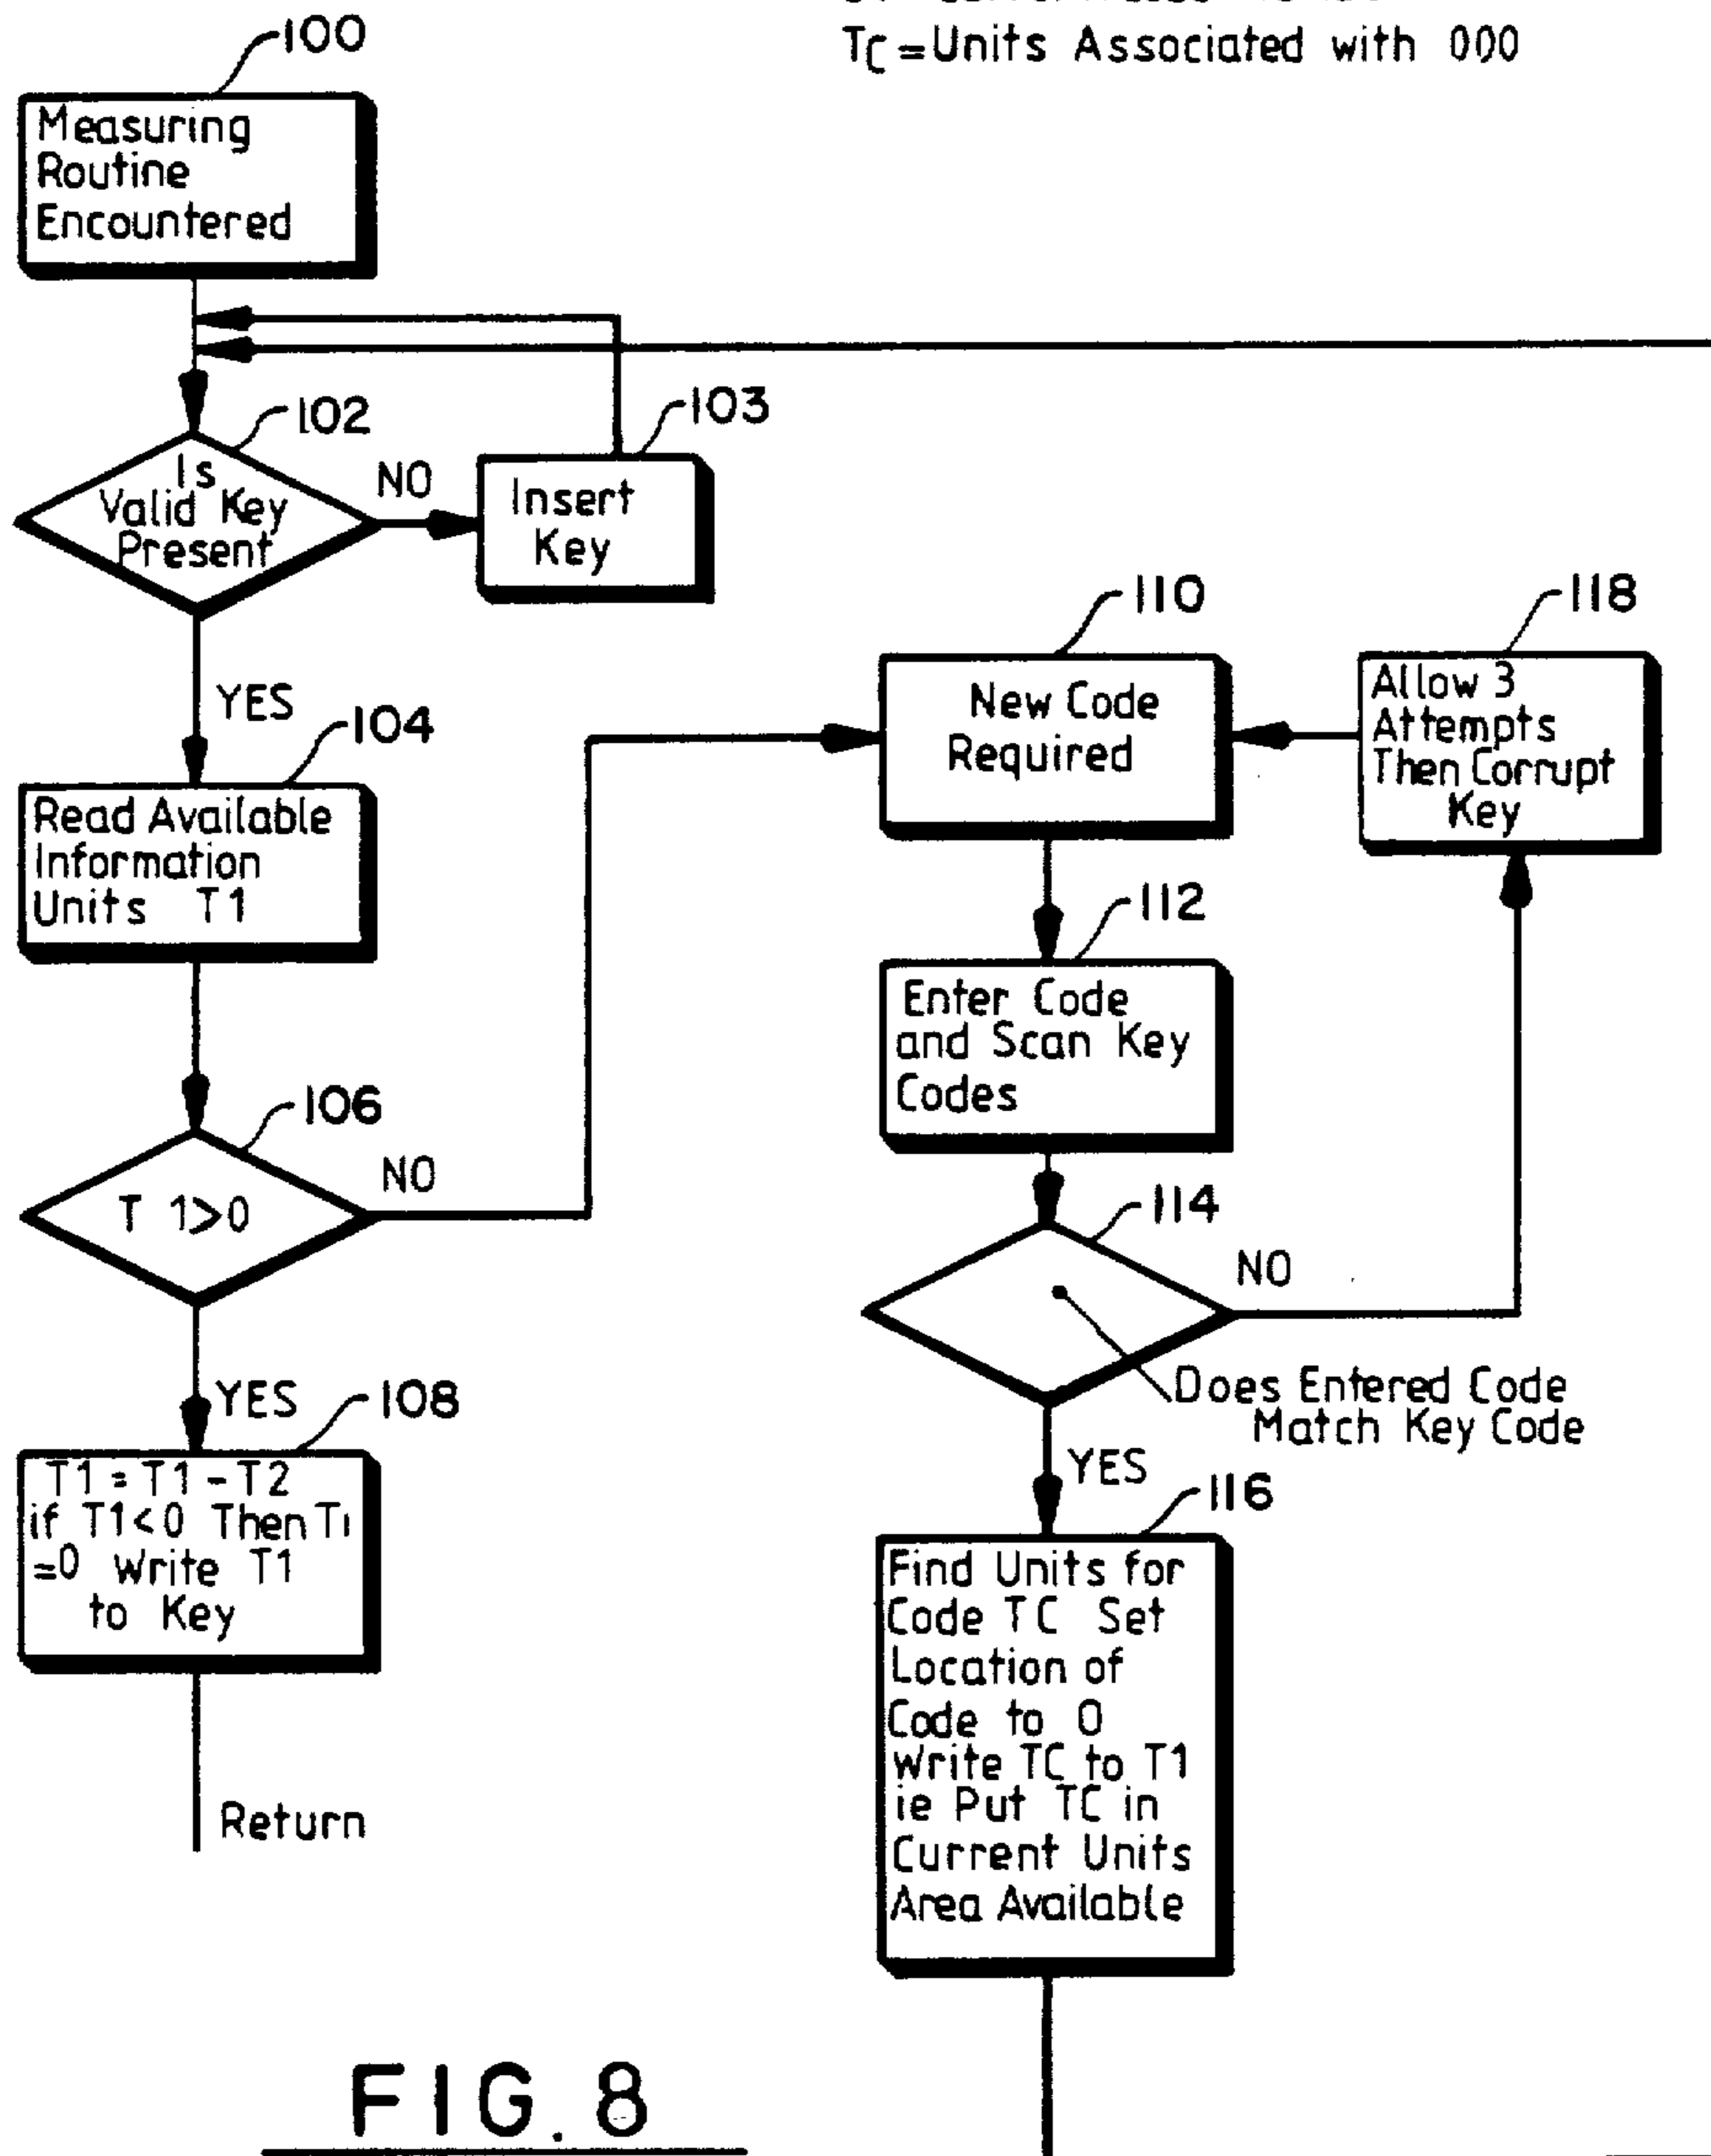 Tc = Units Associated with 000
100
Measuring
Routine
Encountered
102
Is
Valid Key
Present
NO
103
Insert
Key
YES
104
Read Available
Information
Units T1
106
T 1>0
NO
YES
108
T1 = T1 - T2
if T1<0 Then T1
=0 Write T1
to Key
Return
110
New Code
Required
118
Allow 3
Attempts
Then Corrupt
Key
112
Enter Code
and Scan Key
Codes
114
NO
Does Entered Code
Match Key Code
YES
116
Find Units for
Code TC Set
Location of
Code to 0
Write TC to T1
ie Put TC in
Current Units
Area Available
FIG. 8